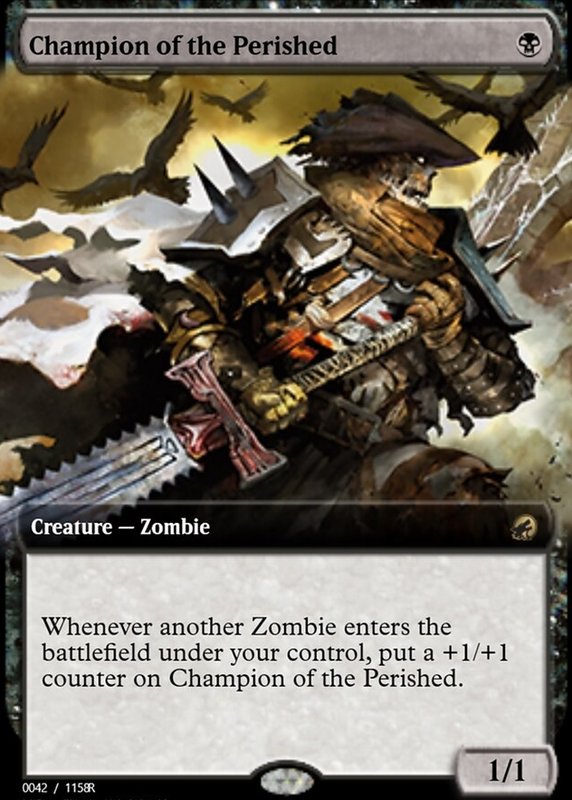 Champion of the Perished
Creature — Zombie
Whenever another Zombie enters the
battlefield under your control, put a +1/+1
counter on Champion of the Perished.
1/1
0042 / 1158R